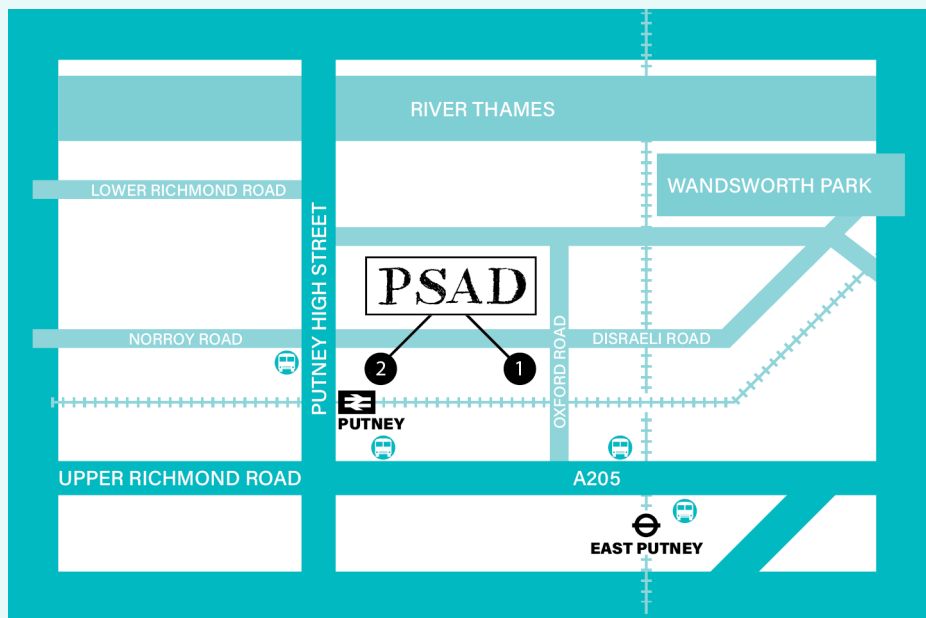 RIVER THAMES
WANDSWORTH PARK
LOWER RICHMOND ROAD
PUTNEY HIGH STREET
PSAD
NORROY ROAD
OXFORD ROAD
DISRAELI ROAD
2
1
PUTNEY
UPPER RICHMOND ROAD
A205
EAST PUTNEY